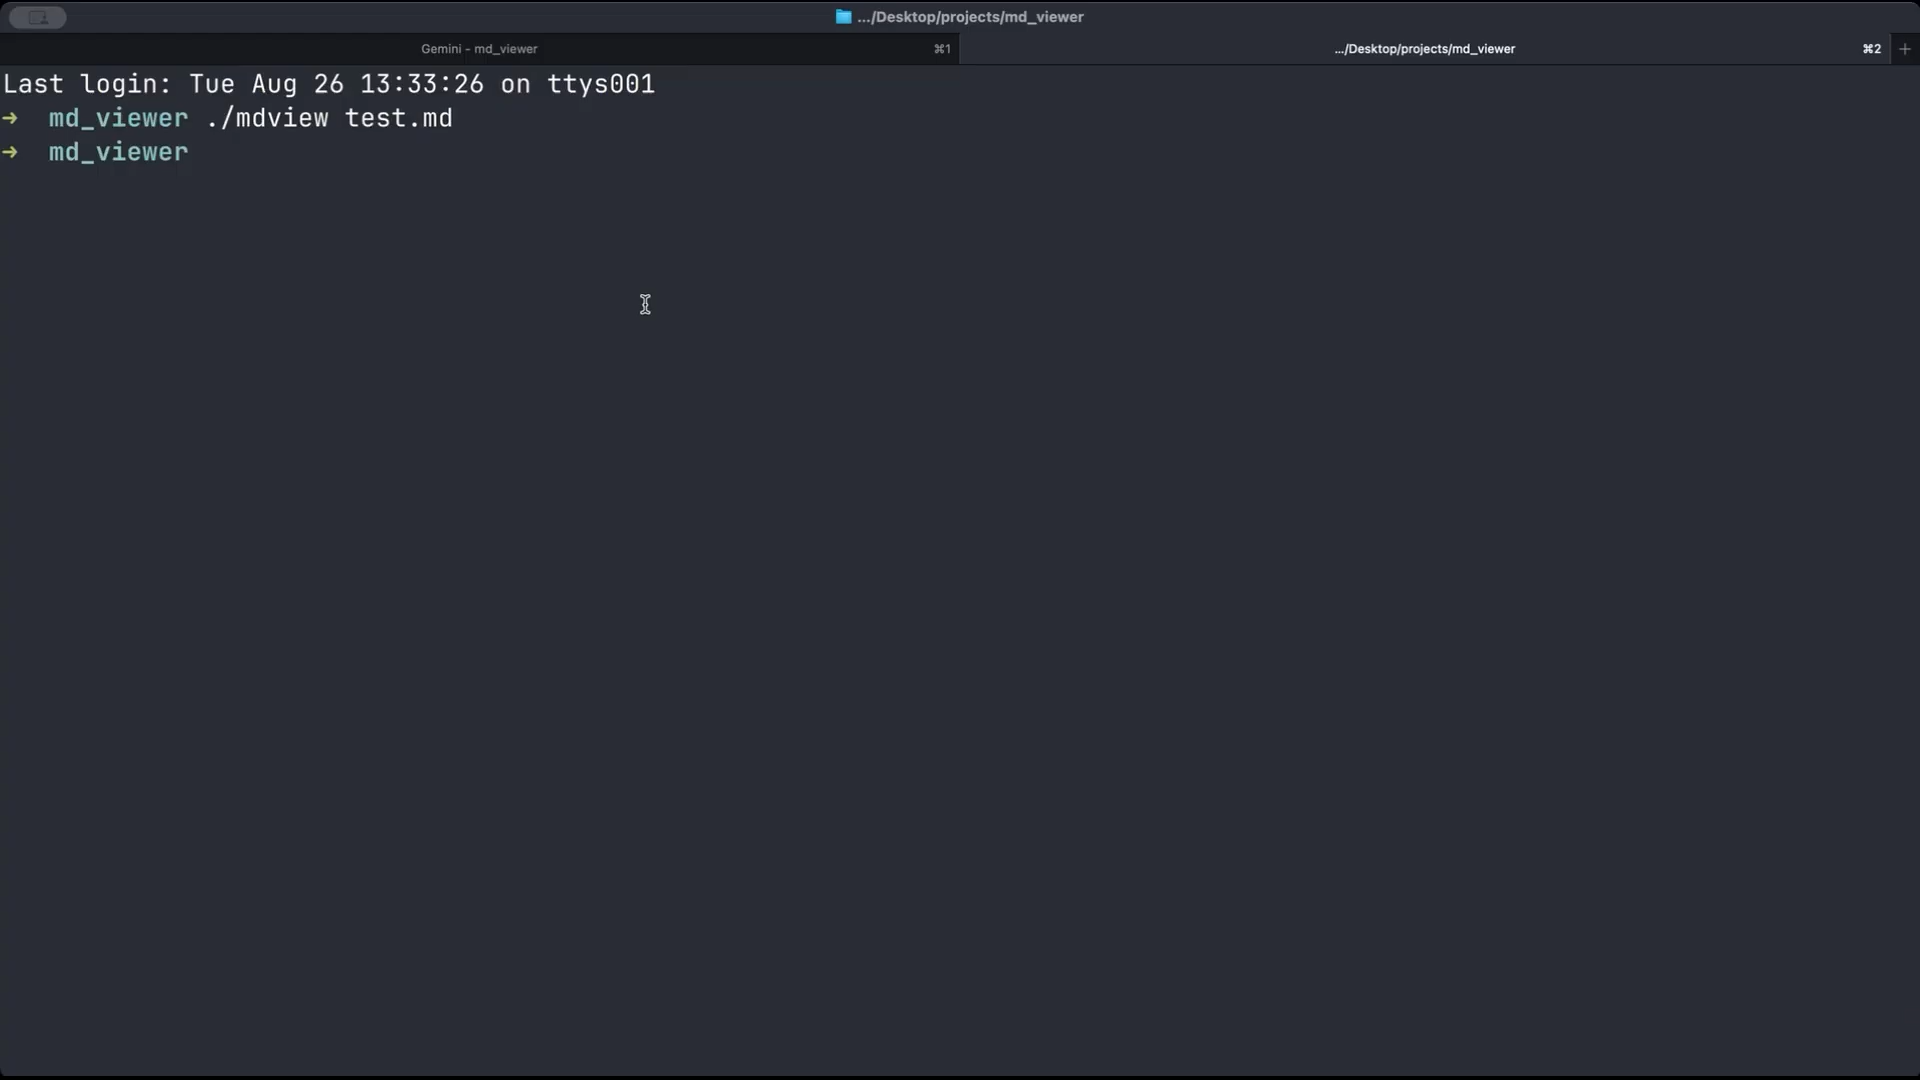 .../Desktop/projects/md_viewer
Gemini - md_viewer ⌘1 .../Desktop/projects/md_viewer ⌘2 +
Last login: Tue Aug 26 13:33:26 on ttys001
➜ md_viewer ./mdview test.md
➜ md_viewer